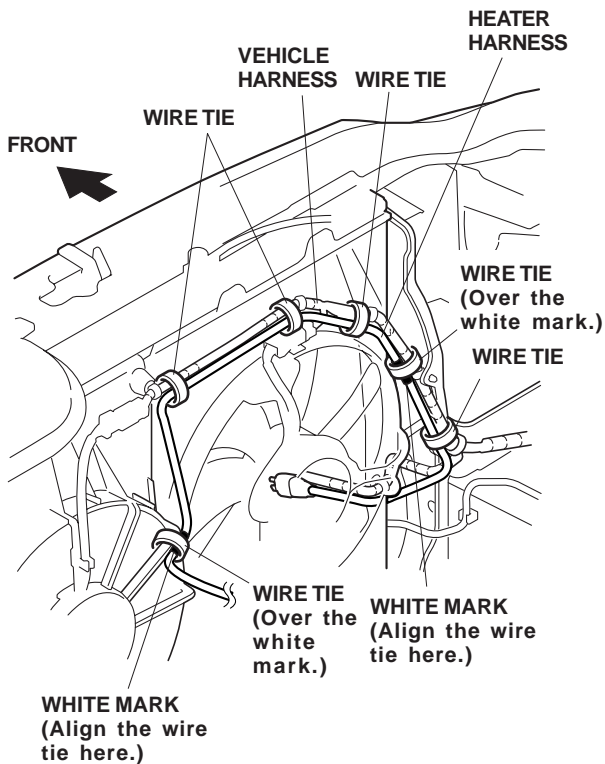 HEATER
HARNESS
VEHICLE
HARNESS
WIRE TIE
WIRE TIE
FRONT
WIRE TIE
(Over the
white mark.)
WIRE TIE
WIRE TIE
(Over the
white
mark.)
WHITE MARK
(Align the wire
tie here.)
WHITE MARK
(Align the wire
tie here.)